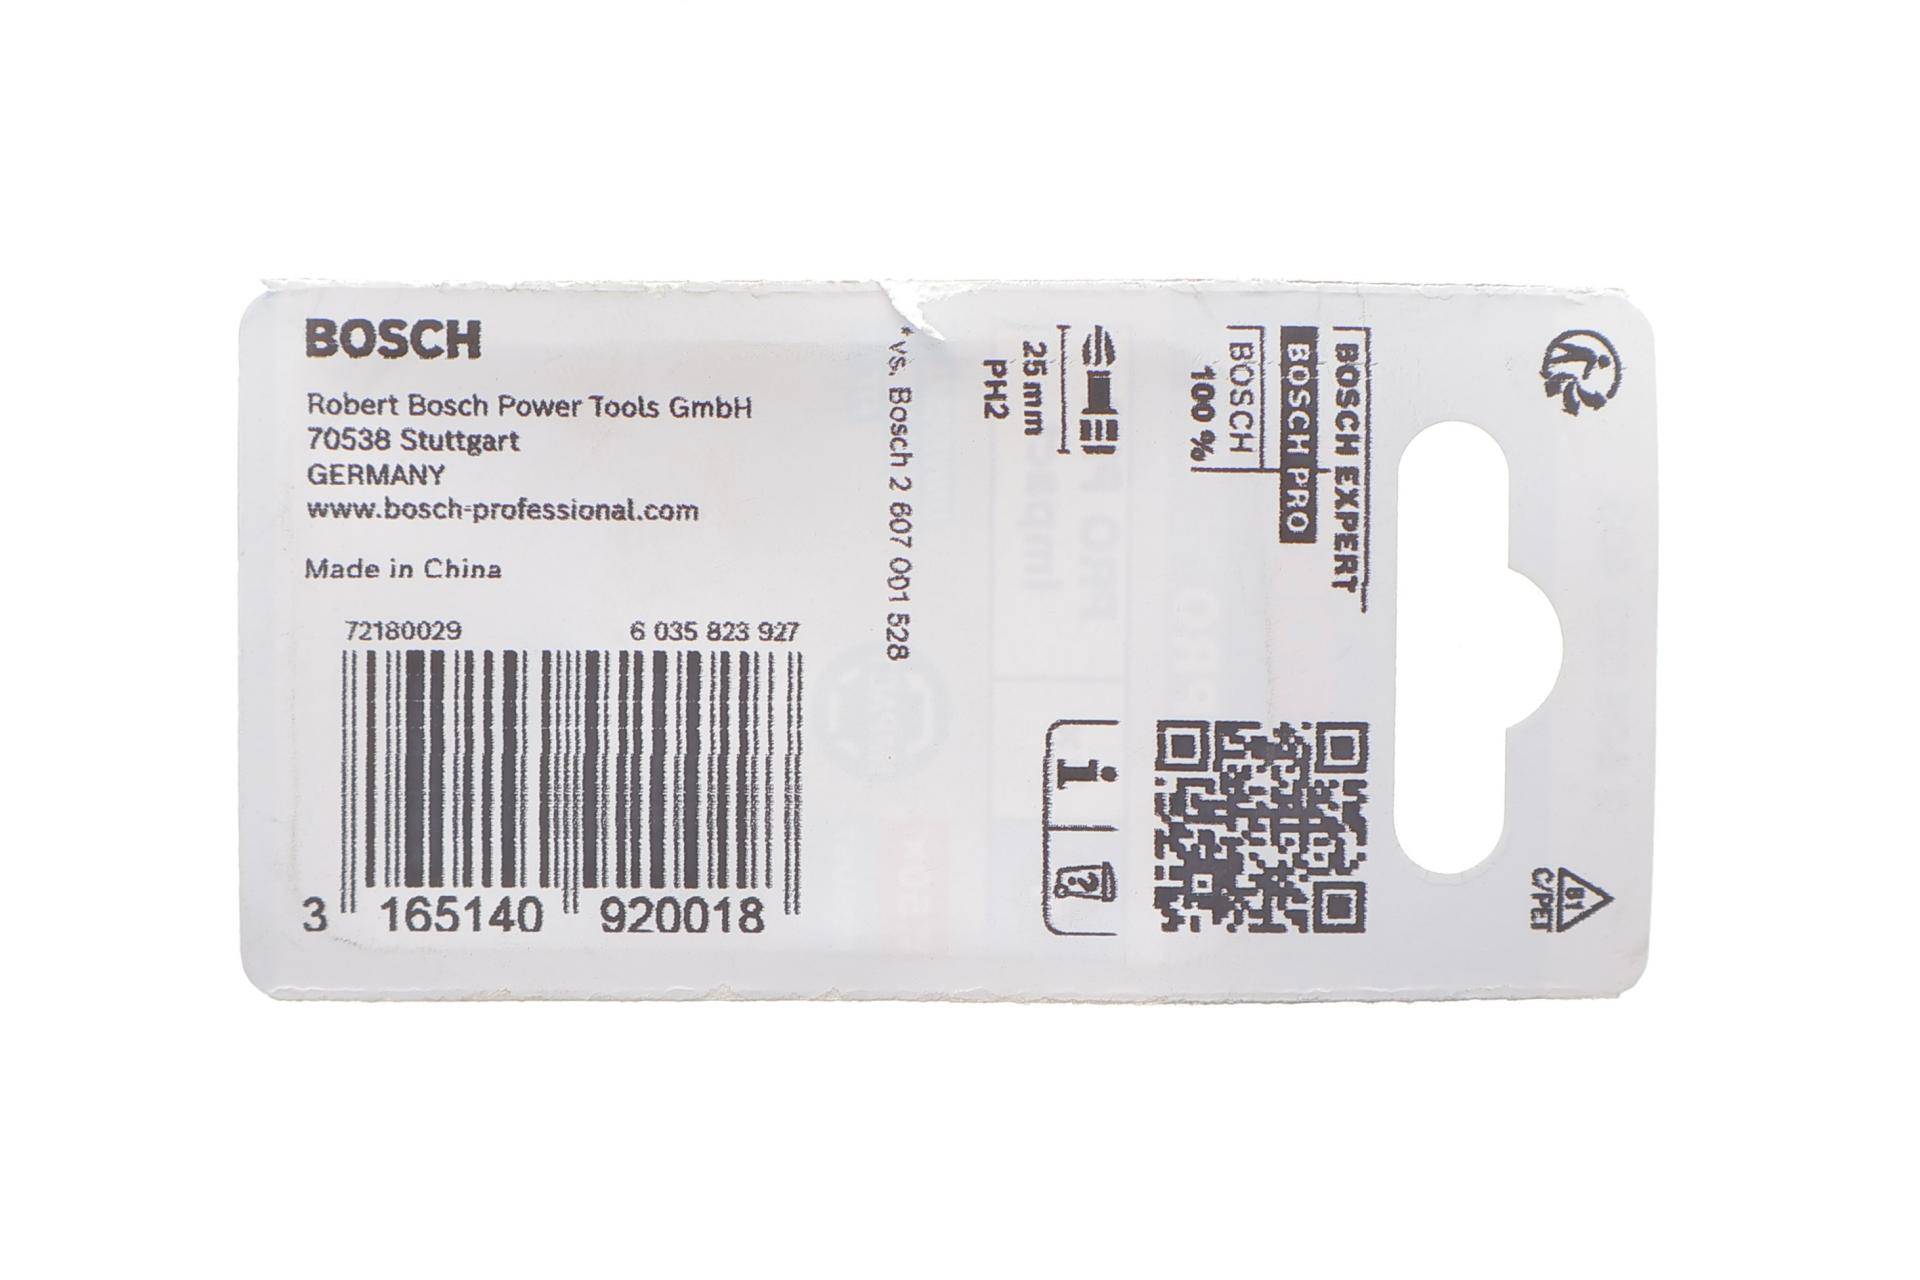 BOSCH
Robert Bosch Power Tools GmbH
70538 Stuttgart
GERMANY
www.bosch-professional.com
Made in China
72180029 6 035 823 927
3 165140 920018
*vs. Bosch 2 607 001 528
25mm
PH2
BOSCH EXPERT
BOSCH PRO
BOSCH
100 %
i
81
C/PET